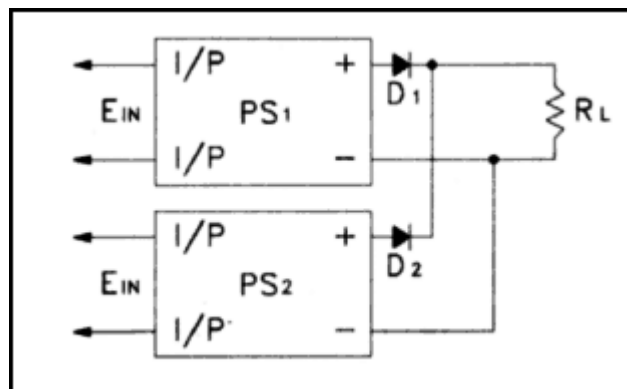 I/P +
D1
EIN PS1 RL
I/P -
I/P +
D2
EIN PS2
I/P -